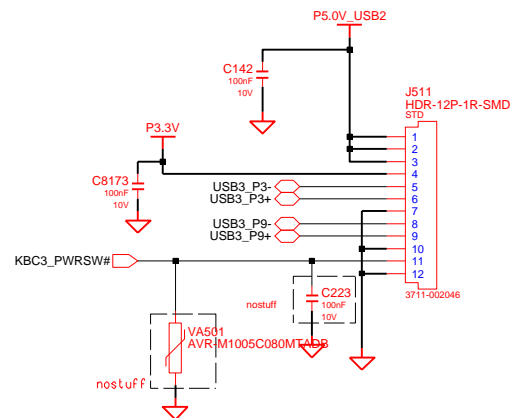 P5.0V_USB2
C142
100nF
10V
J511
HDR-12P-1R-SMD
STD
P3.3V
1
2
3
4
C8173
100nF
10V
USB3_P3-
5
USB3_P3+
6
7
USB3_P9-
8
USB3_P9+
9
10
KBC3_PWRSW#
11
12
C223
nostuff
100nF
10V
3711-002046
VA501
AVR-M1005C080MTADB
nostuff